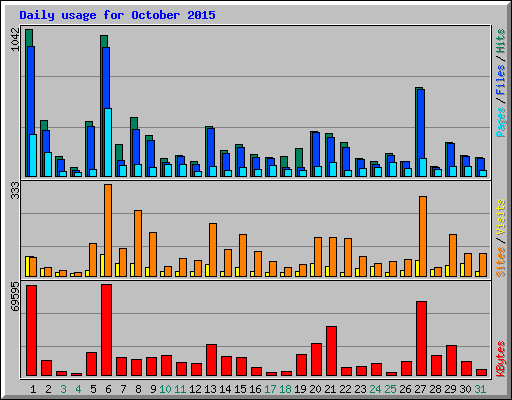 Daily usage for October 2015
1042
Pages / Files / Hits
333
Sites / Visits
69595
KBytes
1 2 3 4 5 6 7 8 9 10 11 12 13 14 15 16 17 18 19 20 21 22 23 24 25 26 27 28 29 30 31